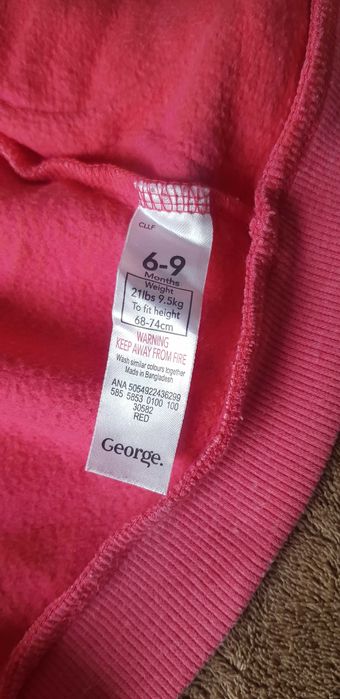 CLLF
6-9
Months
Weight
21lbs 9.5kg
To fit height
68-74cm
WARNING
KEEP AWAY FROM FIRE
Wash similar colours together
Made in Bangladesh
ANA 5054922436299
585 5853 0100 100
30582
RED
George.